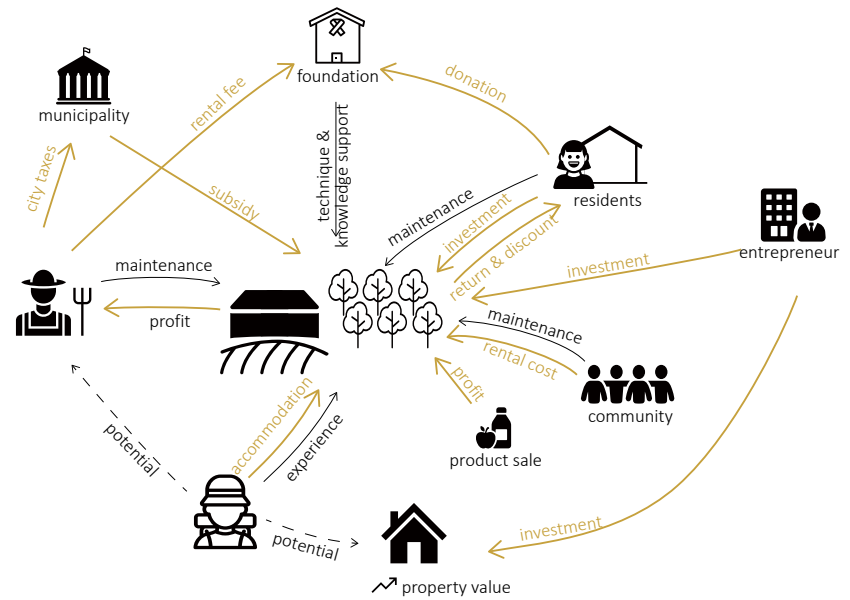 foundation
donation
municipality
rental fee
city taxes
subsidy
technique &
knowledge support
residents
maintenance
investment
return & discount
entrepreneur
investment
maintenance
profit
maintenance
rental cost
community
profit
product sale
accommodation
experience
potential
potential
investment
property value